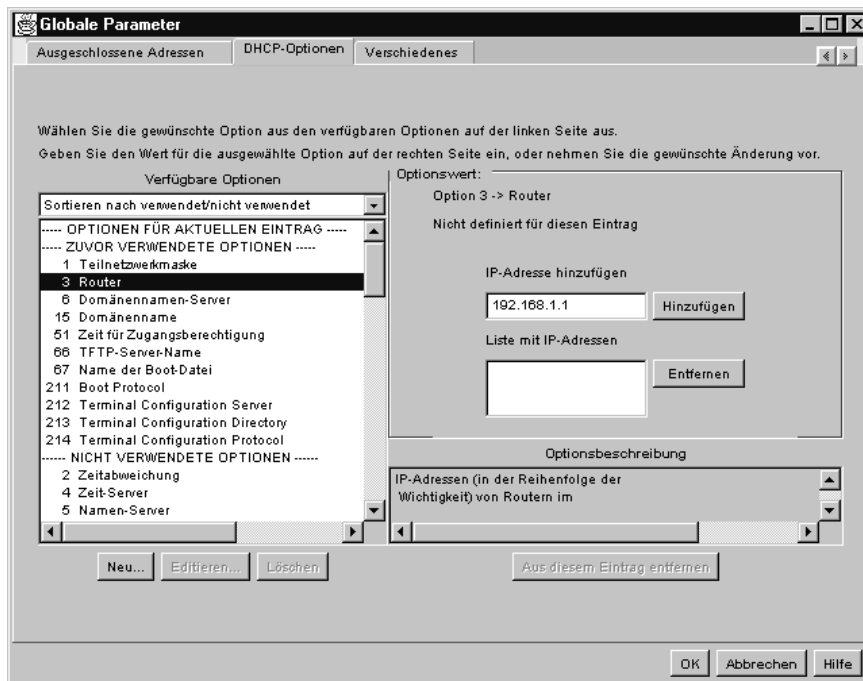 Globale Parameter
Ausgeschlossene Adressen
DHCP-Optionen
Verschiedenes
Wählen Sie die gewünschte Option aus den verfügbaren Optionen auf der linken Seite aus.
Geben Sie den Wert für die ausgewählte Option auf der rechten Seite ein, oder nehmen Sie die gewünschte Änderung vor.
Verfügbare Optionen
Sortieren nach verwendet/nicht verwendet
----- OPTIONEN FÜR AKTUELLEN EINTRAG -----
----- ZUVOR VERWENDETE OPTIONEN -----
1 Teilnetzwerkmaske
3 Router
6 Domänennamen-Server
15 Domänenname
51 Zeit für Zugangsberechtigung
66 TFTP-Server-Name
67 Name der Boot-Datei
211 Boot Protocol
212 Terminal Configuration Server
213 Terminal Configuration Directory
214 Terminal Configuration Protocol
------ NICHT VERWENDETE OPTIONEN ------
2 Zeitabweichung
4 Zeit-Server
5 Namen-Server
Neu...
Editieren...
Löschen
Optionswert:
Option 3 -> Router
Nicht definiert für diesen Eintrag
IP-Adresse hinzufügen
192.168.1.1
Hinzufügen
Liste mit IP-Adressen
Entfernen
Optionsbeschreibung
IP-Adressen (in der Reihenfolge der
Wichtigkeit) von Routern im
Aus diesem Eintrag entfernen
OK
Abbrechen
Hilfe